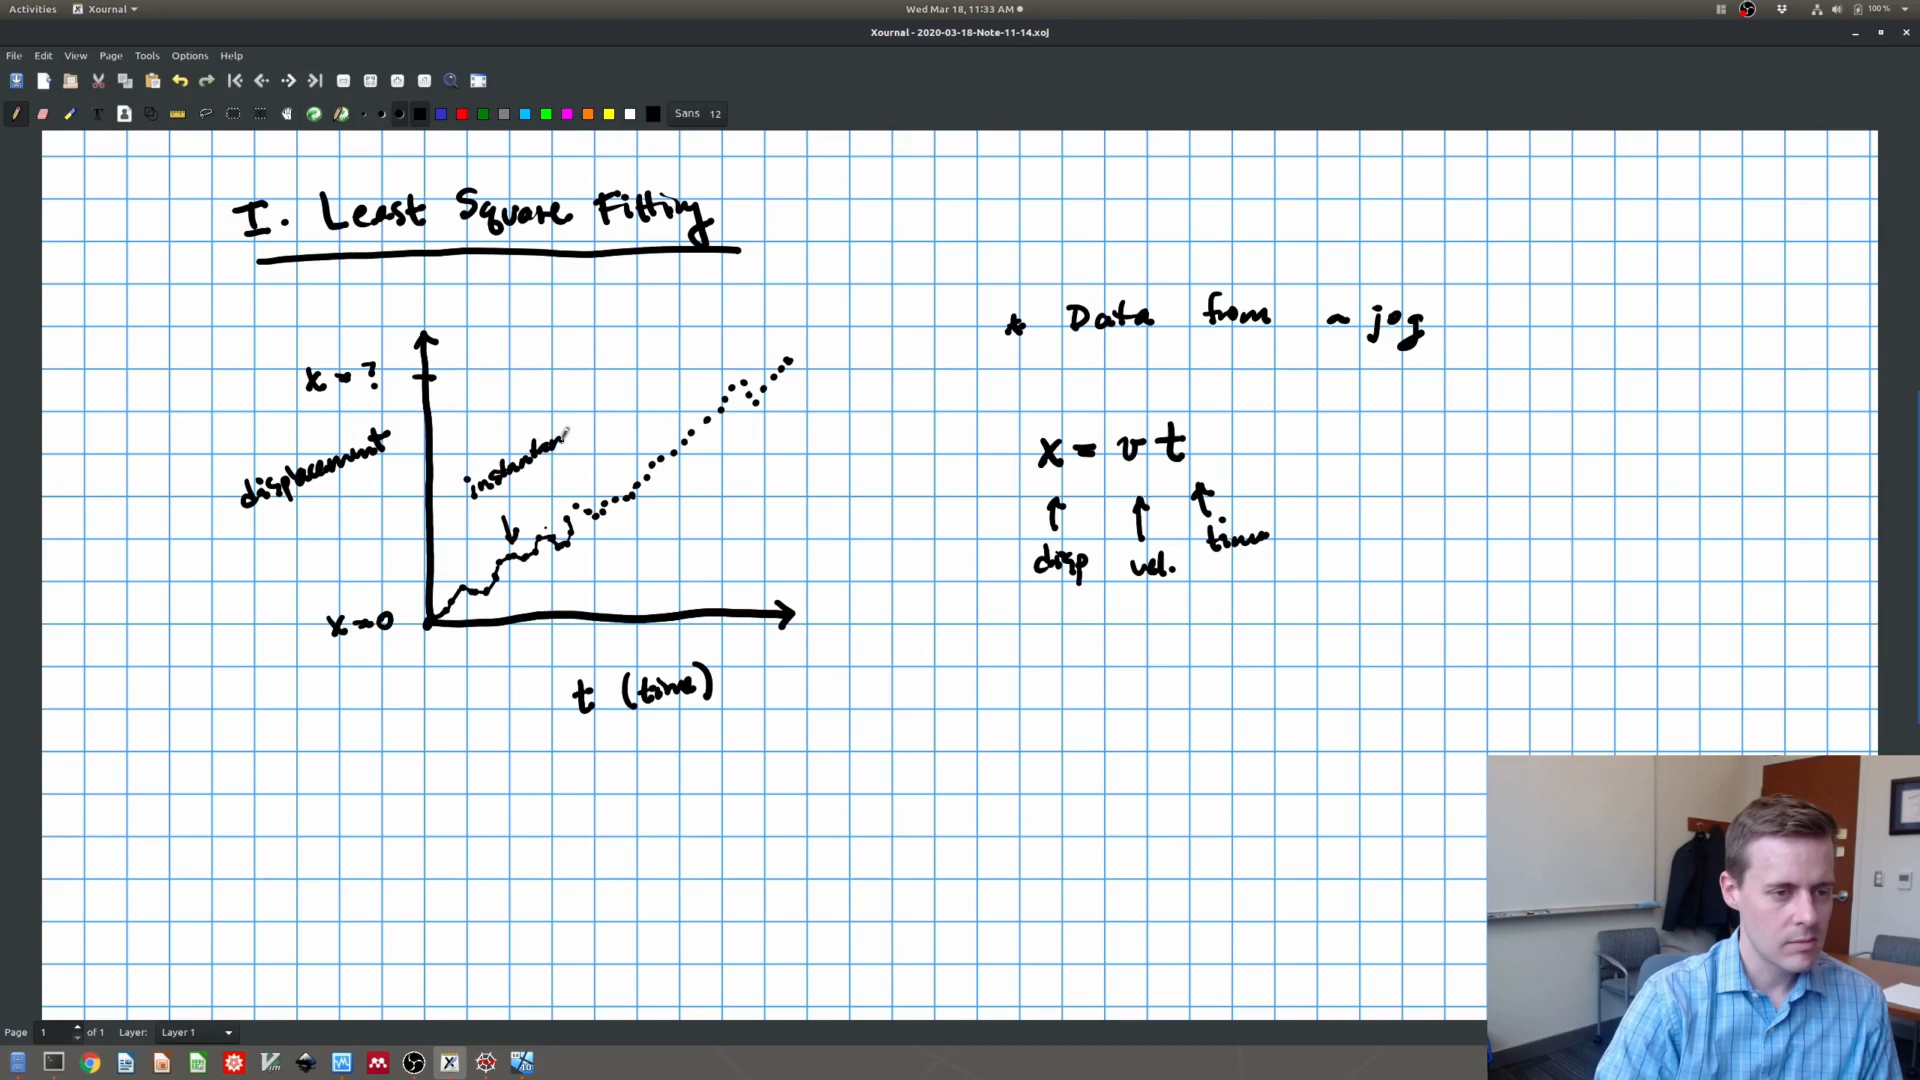 Activities Xournal Wed Mar 18, 11:33 AM 100 %
Xournal - 2020-03-18-Note-11-14.xoj
File Edit View Page Tools Options Help
Sans 12
I. Least Square Fitting
* Data from ~ jog
x = ?
displacement
instantan
x = v t
disp vel. time
x = 0
t (time)
Page 1 of 1 Layer: Layer 1